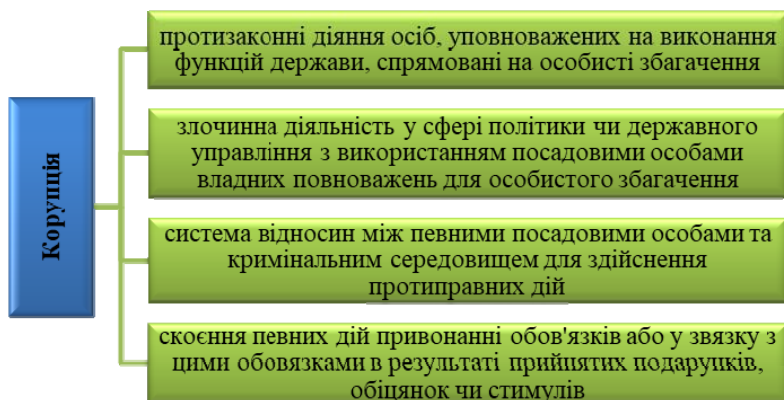 Корупція
протизаконні діяння осіб, уповноважених на виконання
функцій держави, спрямовані на особисті збагачення
злочинна діяльність у сфері політики чи державного
управління з використанням посадовими особами
владних повноважень для особистого збагачення
система відносин між певними посадовими особами та
кримінальним середовищем для здійснення
протиправних дій
скоєння певних дій привонанні обов'язків або у звязку з
цими обовязками в результаті прийнятих подарунків,
обіцянок чи стимулів